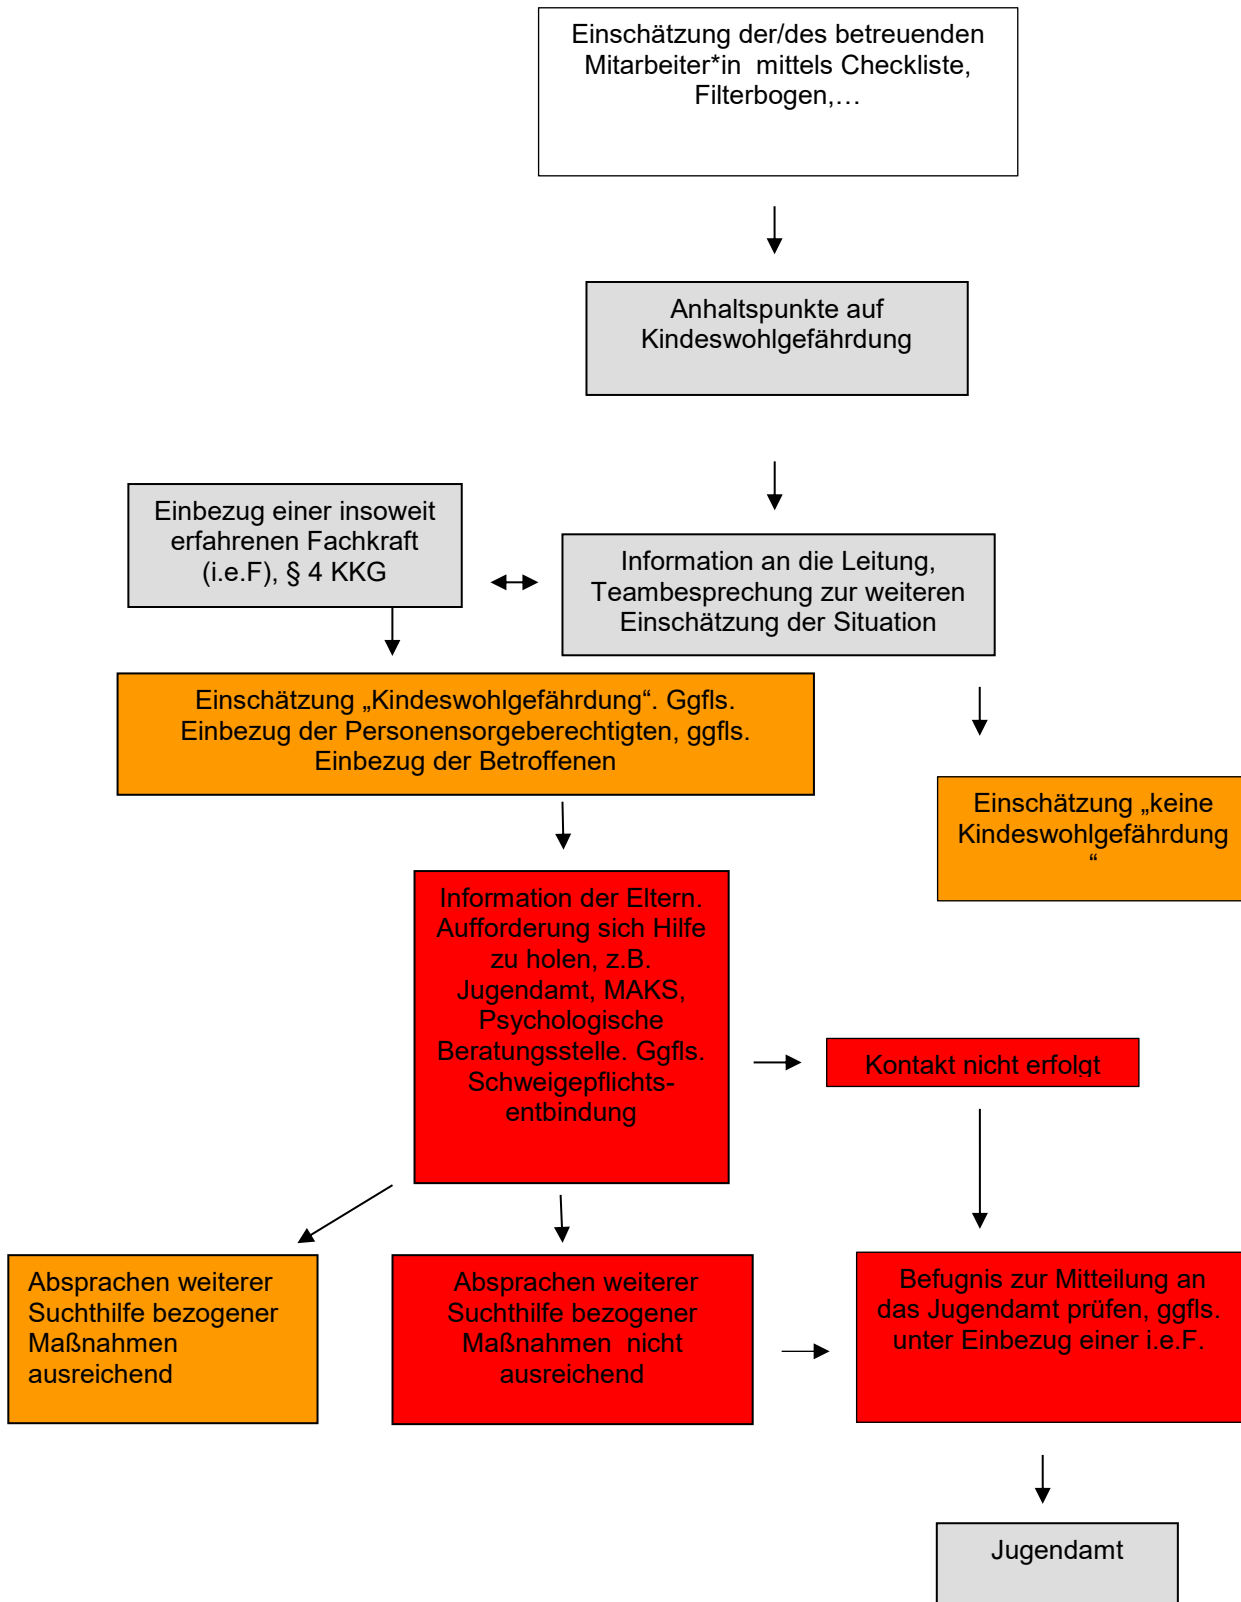 Einschätzung der/des betreuenden
Mitarbeiter*in  mittels Checkliste,
Filterbogen,…
Anhaltspunkte auf
Kindeswohlgefährdung
Einbezug einer insoweit
erfahrenen Fachkraft
(i.e.F), § 4 KKG
Information an die Leitung,
Teambesprechung zur weiteren
Einschätzung der Situation
Einschätzung „Kindeswohlgefährdung“. Ggfls.
Einbezug der Personensorgeberechtigten, ggfls.
Einbezug der Betroffenen
Einschätzung „keine
Kindeswohlgefährdung
“
Information der Eltern.
Aufforderung sich Hilfe
zu holen, z.B.
Jugendamt, MAKS,
Psychologische
Beratungsstelle. Ggfls.
Schweigepflichts-
entbindung
Kontakt nicht erfolgt
Absprachen weiterer
Suchthilfe bezogener
Maßnahmen
ausreichend
Absprachen weiterer
Suchthilfe bezogener
Maßnahmen  nicht
ausreichend
Befugnis zur Mitteilung an
das Jugendamt prüfen, ggfls.
unter Einbezug einer i.e.F.
Jugendamt